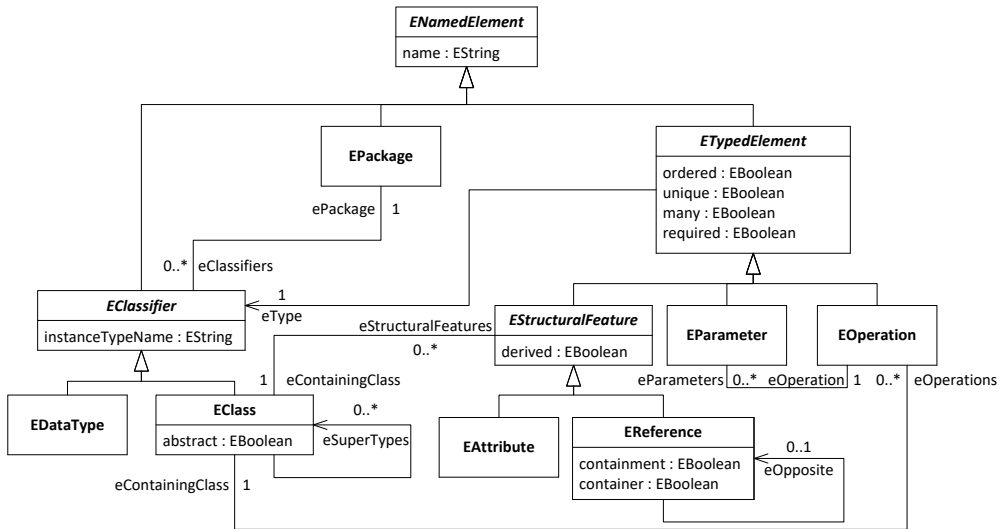 ENamedElement
name : EString
EPackage
ETypedElement
ordered : EBoolean
unique : EBoolean
many : EBoolean
required : EBoolean
ePackage 1
0..* eClassifiers
EClassifier
instanceTypeName : EString
1
eType
eStructuralFeatures
0..*
EStructuralFeature
derived : EBoolean
EParameter
EOperation
1 eContainingClass
eParameters 0..* eOperation 1 0..* eOperations
EDataType
EClass
abstract : EBoolean
0..*
eSuperTypes
EAttribute
EReference
containment : EBoolean
container : EBoolean
0..1
eOpposite
eContainingClass 1